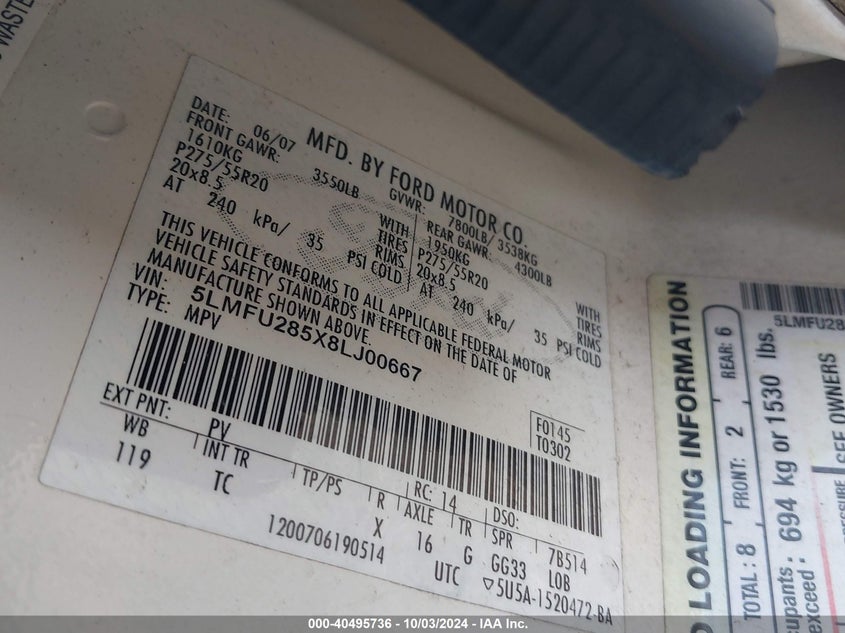 WASTE
DATE: 06/07 MFD. BY FORD MOTOR CO.
FRONT GAWR: 3550LB GVWR: 7800LB/ 3538KG
1610KG WITH REAR GAWR: 4300LB
P275/55R20 TIRES 1950KG WITH
20x8.5 RIMS P275/55R20 TIRES
AT 240 kPa/ 35 PSI COLD 20x8.5 RIMS
AT 240 kPa/ 35 PSI COLD
THIS VEHICLE CONFORMS TO ALL APPLICABLE FEDERAL MOTOR
VEHICLE SAFETY STANDARDS IN EFFECT ON THE DATE OF
MANUFACTURE SHOWN ABOVE.
VIN: 5LMFU285X8LJ00667
TYPE: MPV
F0145
T0302
EXT PNT: PV RC: 14 DSO:
WB INT TR TP/PS R AXLE TR SPR 7B514
119 TC X 16 G GG33 LOB
1200706190514 UTC ▽5U5A-1520472-BA
5LMFU28
LOADING INFORMATION
TOTAL: 8 FRONT: 2 REAR: 6
upants: 694 kg or 1530 lbs.
exceed:
SEE OWNERS
000-40495736 - 10/03/2024 - IAA Inc.